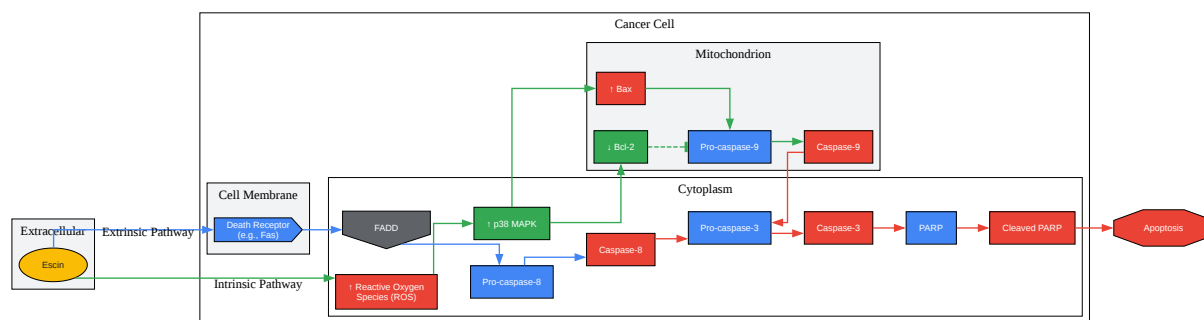 Cancer Cell
Mitochondrion
↑ Bax
↓ Bcl-2
Pro-caspase-9
Caspase-9
Cell Membrane
Death Receptor
(e.g., Fas)
Cytoplasm
FADD
↑ p38 MAPK
Pro-caspase-3
Caspase-3
PARP
Cleaved PARP
Apoptosis
Extracellular
Extrinsic Pathway
Escin
Caspase-8
Intrinsic Pathway
↑ Reactive Oxygen
Species (ROS)
Pro-caspase-8